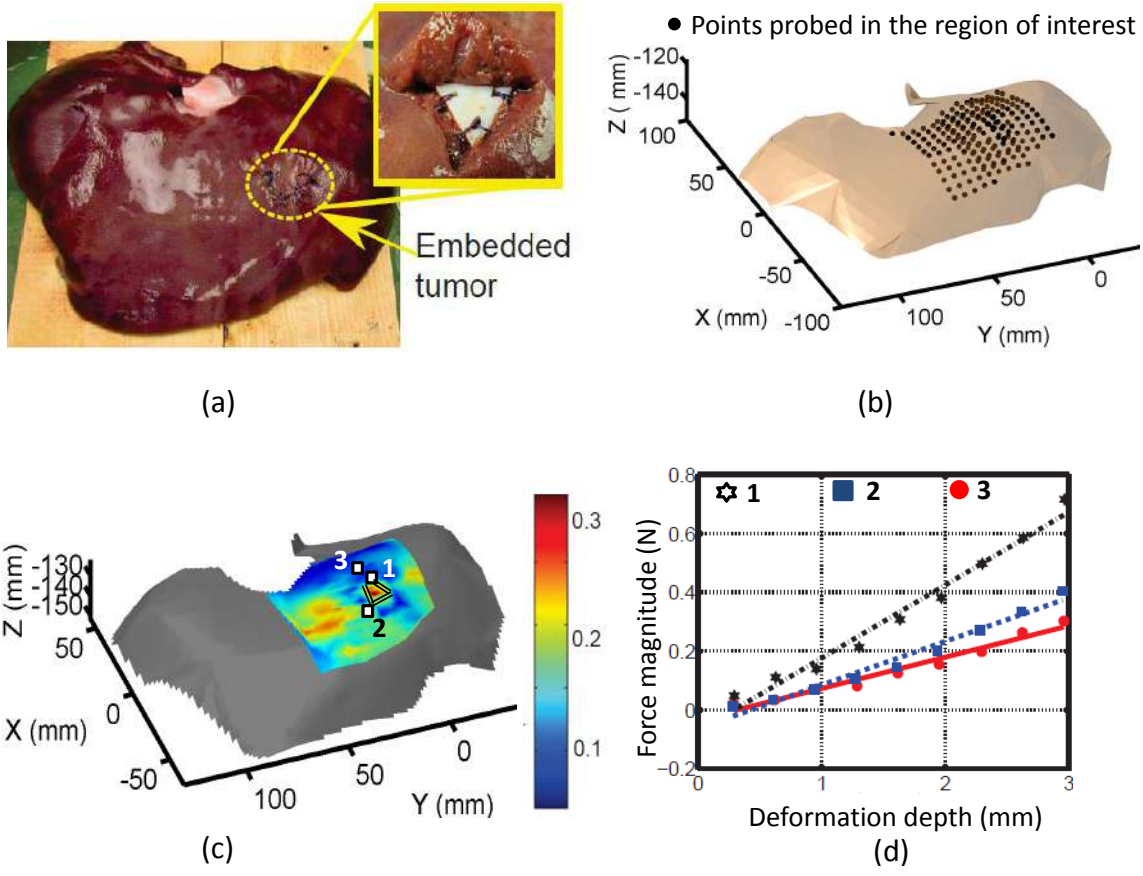 Embedded
tumor
(a)
● Points probed in the region of interest
Z ( mm)
-120
-140
100
50
0
-50
-100
X (mm)
100
50
0
Y (mm)
(b)
Z (mm)
-130
-140
-150
50
0
-50
X (mm)
100
50
0
Y (mm)
3
1
2
0.3
0.2
0.1
(c)
Force magnitude (N)
0.8
0.6
0.4
0.2
0
−0.2
1 2 3
0 1 2 3
Deformation depth (mm)
(d)